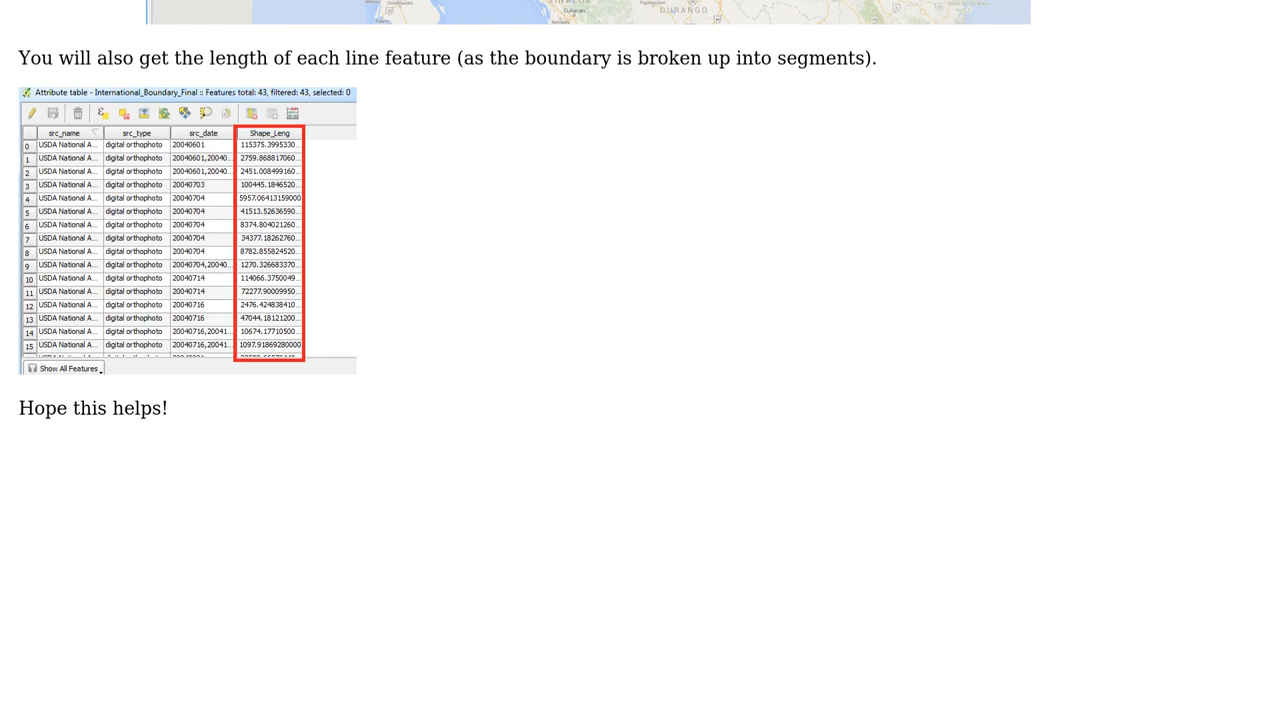 SINALOA
Culiacán
DURANGO
You will also get the length of each line feature (as the boundary is broken up into segments).
Attribute table - International_Boundary_Final :: Features total: 43, filtered: 43, selected: 0
src_name src_type src_date Shape_Leng
0 USDA National A... digital orthophoto 20040601 115375.3995330...
1 USDA National A... digital orthophoto 20040601,20040... 2759.868817060...
2 USDA National A... digital orthophoto 20040601,20040... 2451.008499160...
3 USDA National A... digital orthophoto 20040703 100445.1846520...
4 USDA National A... digital orthophoto 20040704 5957.06413159000
5 USDA National A... digital orthophoto 20040704 41513.52636590...
6 USDA National A... digital orthophoto 20040704 8374.804021260...
7 USDA National A... digital orthophoto 20040704 34377.18262760...
8 USDA National A... digital orthophoto 20040704 8782.855824520...
9 USDA National A... digital orthophoto 20040704,20040... 1270.326683370...
10 USDA National A... digital orthophoto 20040714 114066.3750049...
11 USDA National A... digital orthophoto 20040714 72277.90009950...
12 USDA National A... digital orthophoto 20040716 2476.424838410...
13 USDA National A... digital orthophoto 20040716 47044.18121200...
14 USDA National A... digital orthophoto 20040716,20041... 10674.17710500...
15 USDA National A... digital orthophoto 20040716,20041... 1097.91869280000
Show All Features
Hope this helps!